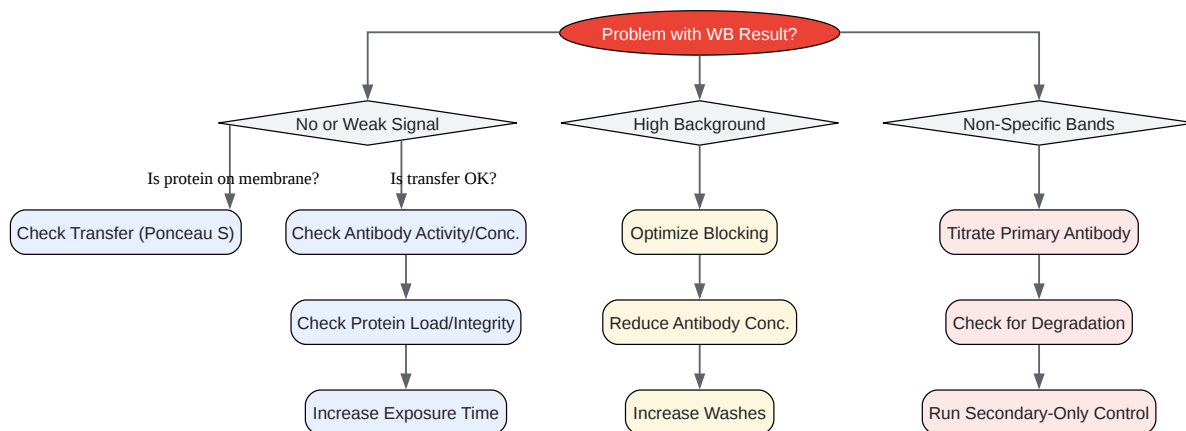 Problem with WB Result?
No or Weak Signal
High Background
Non-Specific Bands
Is protein on membrane?
Is transfer OK?
Check Transfer (Ponceau S)
Check Antibody Activity/Conc.
Optimize Blocking
Titrate Primary Antibody
Check Protein Load/Integrity
Reduce Antibody Conc.
Check for Degradation
Increase Exposure Time
Increase Washes
Run Secondary-Only Control